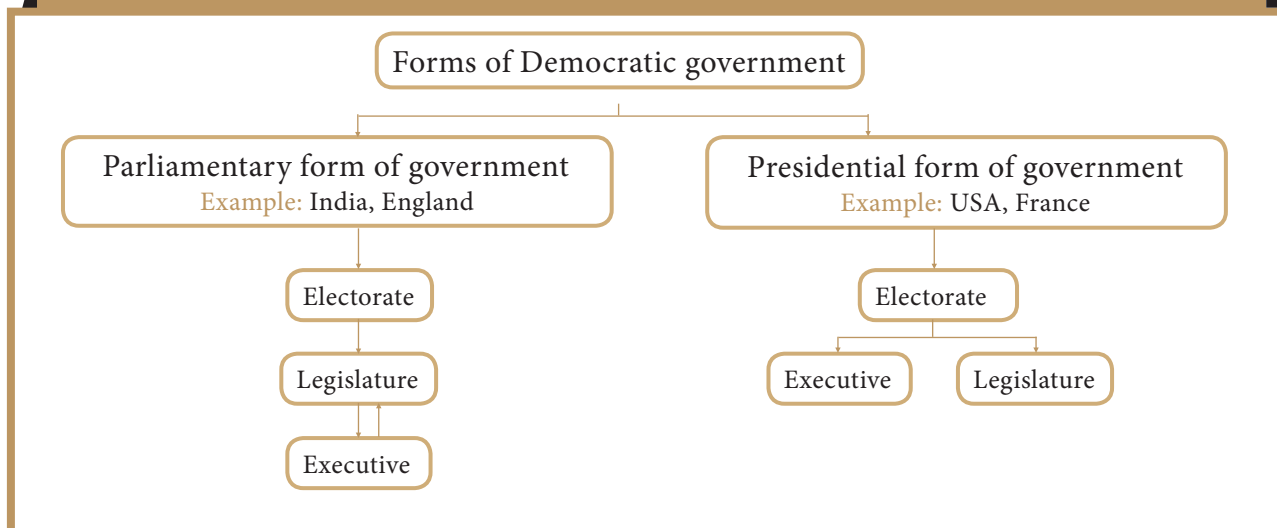 Forms of Democratic government
Parliamentary form of government
Example: India, England
Presidential form of government
Example: USA, France
Electorate
Legislature
Executive
Electorate
Executive
Legislature